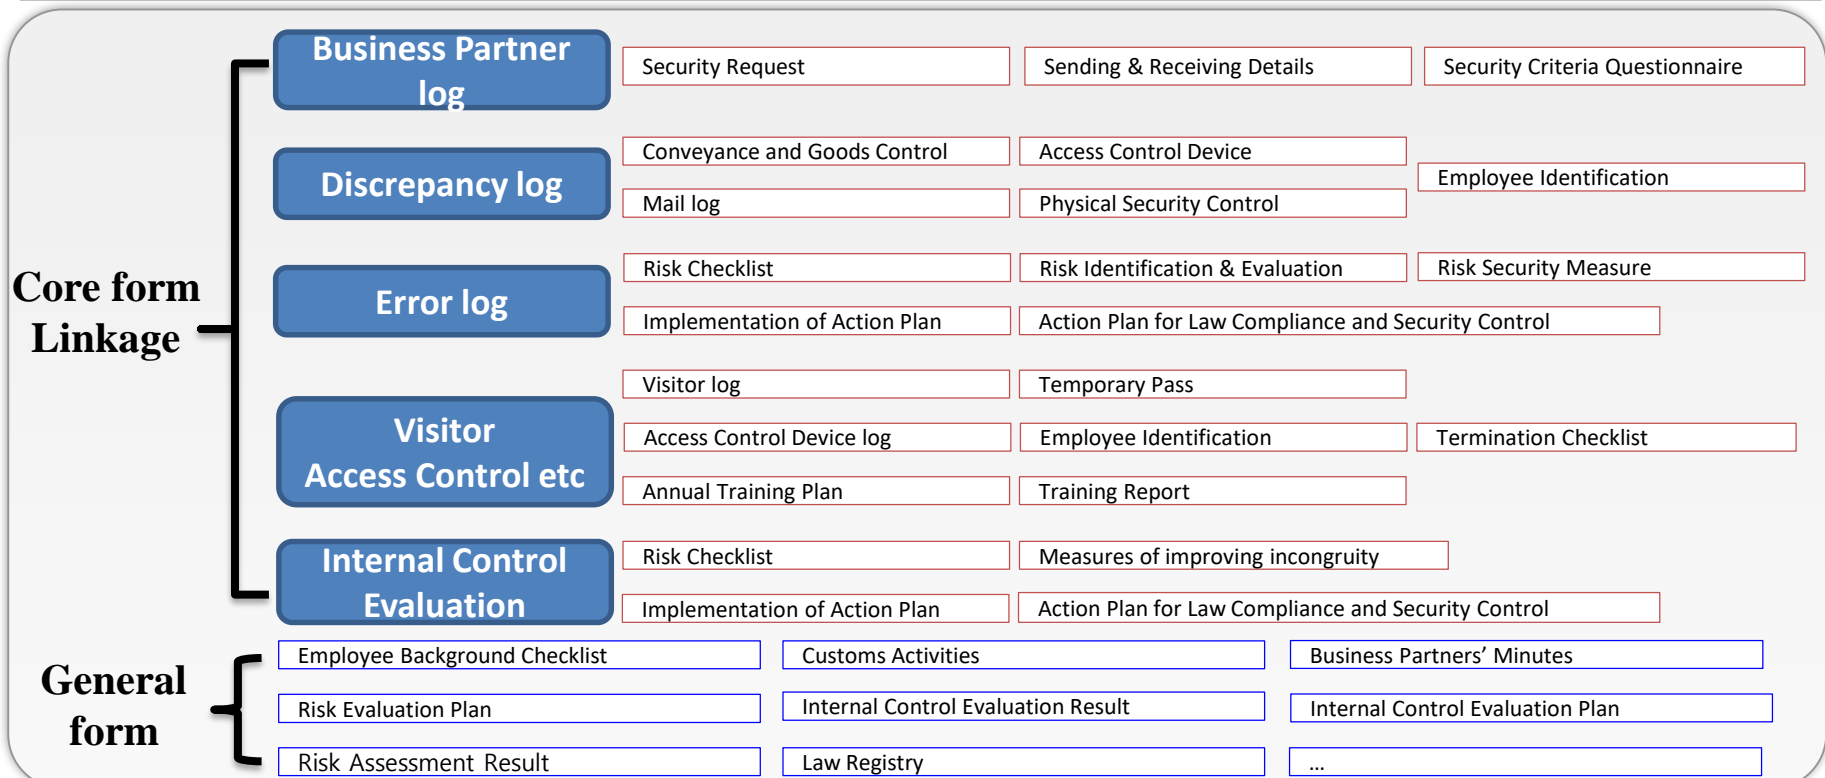 Core form
Linkage
Business Partner
log
Security Request
Sending & Receiving Details
Security Criteria Questionnaire
Discrepancy log
Conveyance and Goods Control
Access Control Device
Employee Identification
Mail log
Physical Security Control
Error log
Risk Checklist
Risk Identification & Evaluation
Risk Security Measure
Implementation of Action Plan
Action Plan for Law Compliance and Security Control
Visitor
Access Control etc
Visitor log
Temporary Pass
Access Control Device log
Employee Identification
Termination Checklist
Annual Training Plan
Training Report
Internal Control
Evaluation
Risk Checklist
Measures of improving incongruity
Implementation of Action Plan
Action Plan for Law Compliance and Security Control
General
form
Employee Background Checklist
Customs Activities
Business Partners’ Minutes
Risk Evaluation Plan
Internal Control Evaluation Result
Internal Control Evaluation Plan
Risk Assessment Result
Law Registry
...